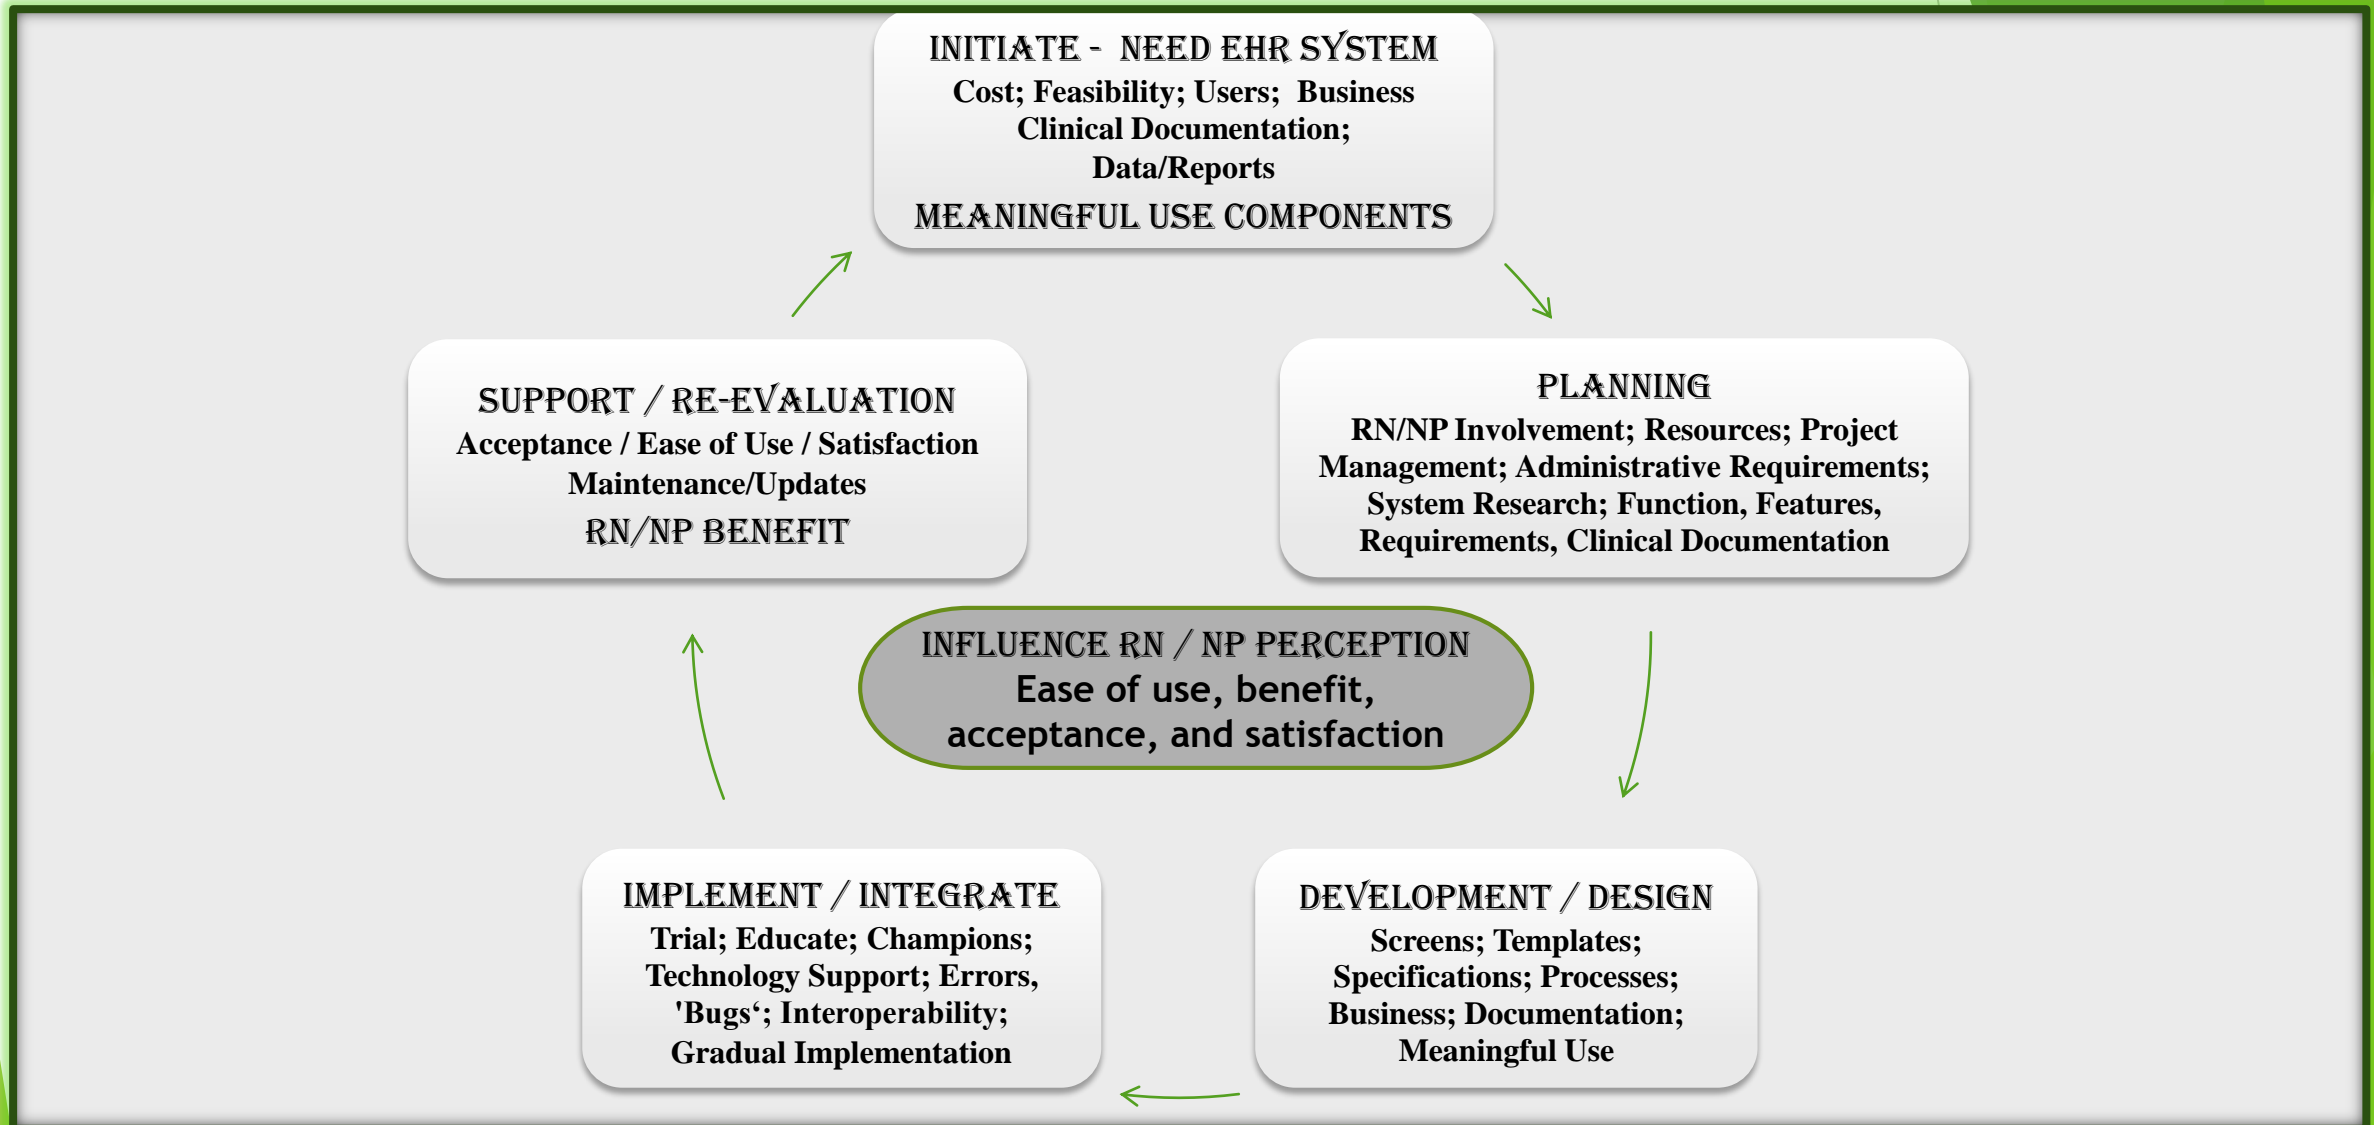 INITIATE - NEED EHR SYSTEM
Cost; Feasibility; Users; Business
Clinical Documentation;
Data/Reports
MEANINGFUL USE COMPONENTS
PLANNING
RN/NP Involvement; Resources; Project
Management; Administrative Requirements;
System Research; Function, Features,
Requirements, Clinical Documentation
DEVELOPMENT / DESIGN
Screens; Templates;
Specifications; Processes;
Business; Documentation;
Meaningful Use
IMPLEMENT / INTEGRATE
Trial; Educate; Champions;
Technology Support; Errors,
'Bugs‘; Interoperability;
Gradual Implementation
SUPPORT / RE-EVALUATION
Acceptance / Ease of Use / Satisfaction
Maintenance/Updates
RN/NP BENEFIT
INFLUENCE RN / NP PERCEPTION
Ease of use, benefit,
acceptance, and satisfaction